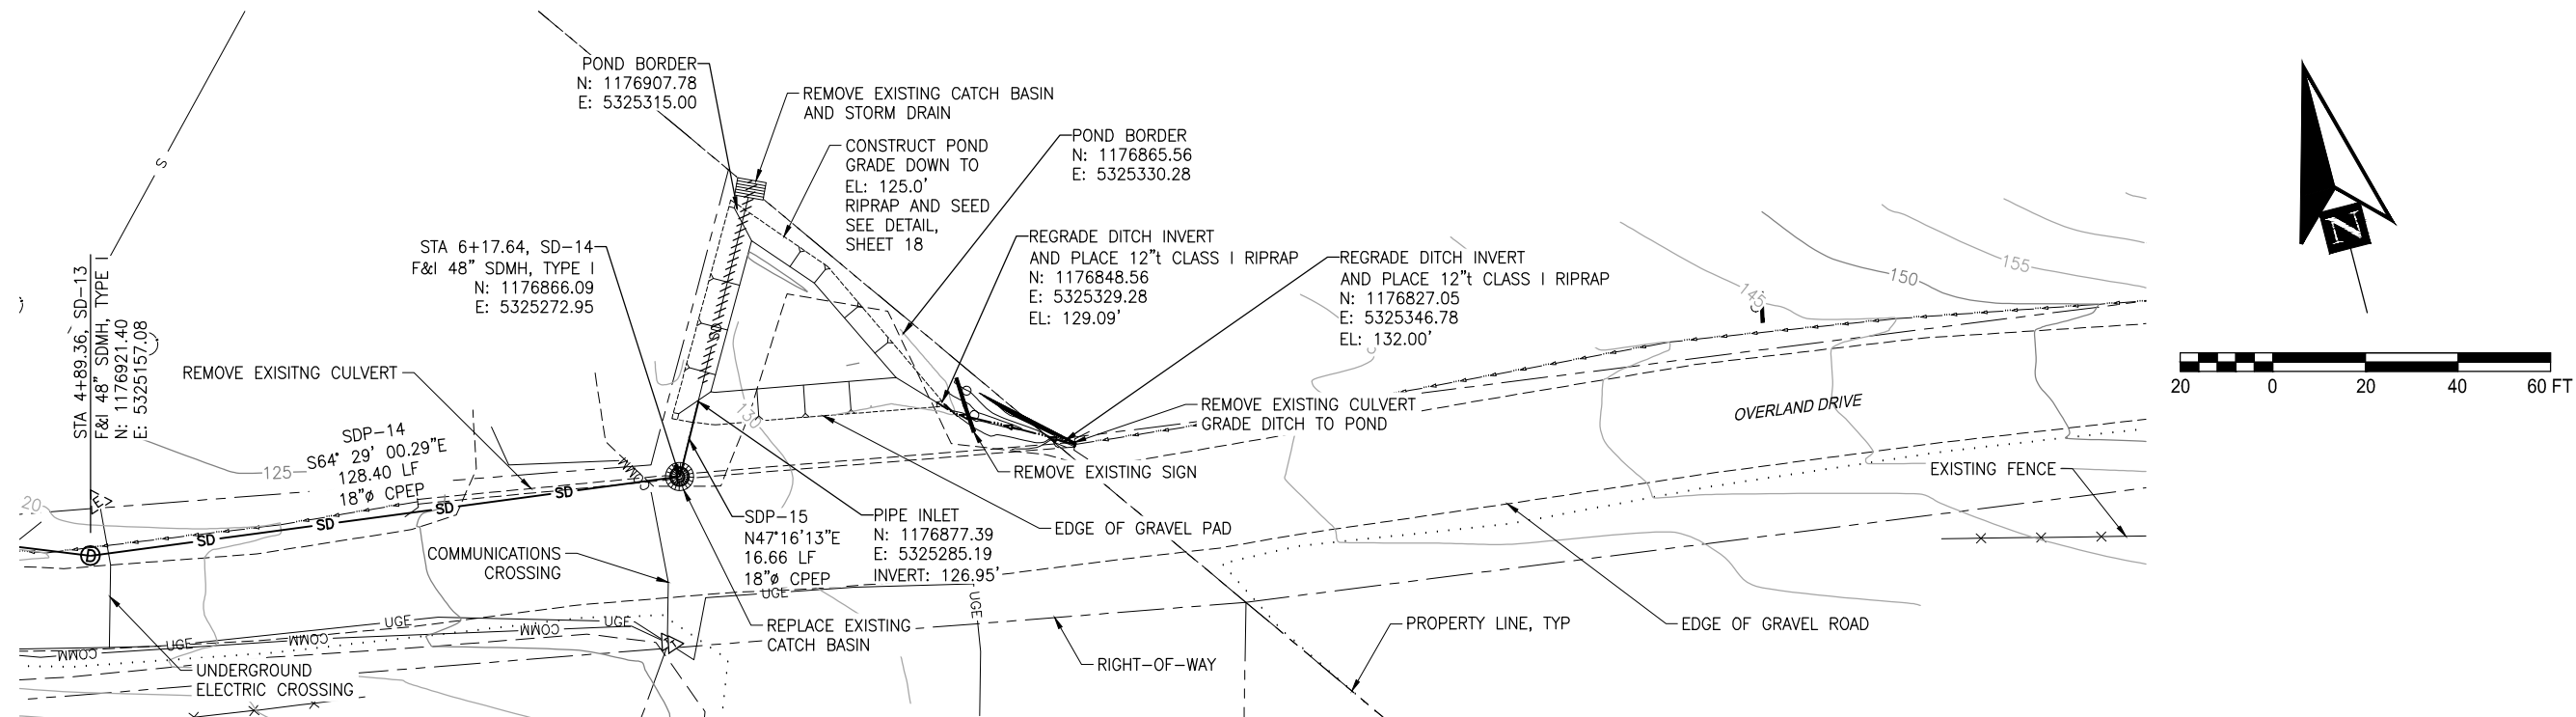 POND BORDER
N: 1176907.78
E: 5325315.00
REMOVE EXISTING CATCH BASIN
AND STORM DRAIN
CONSTRUCT POND
GRADE DOWN TO
EL: 125.0'
RIPRAP AND SEED
SEE DETAIL,
SHEET 18
POND BORDER
N: 1176865.56
E: 5325330.28
S
STA 6+17.64, SD-14
F&I 48" SDMH, TYPE I
N: 1176866.09
E: 5325272.95
REGRADE DITCH INVERT
AND PLACE 12"t CLASS I RIPRAP
N: 1176848.56
E: 5325329.28
EL: 129.09'
REGRADE DITCH INVERT
AND PLACE 12"t CLASS I RIPRAP
N: 1176827.05
E: 5325346.78
EL: 132.00'
145
150
155
N
20 0 20 40 60 FT
STA 4+89.36, SD-13
F&I 48" SDMH, TYPE I
N: 1176921.40
E: 5325157.08
REMOVE EXISITNG CULVERT
SD
130
REMOVE EXISTING CULVERT
GRADE DITCH TO POND
OVERLAND DRIVE
SDP-14
S64° 29' 00.29"E
128.40 LF
18"ø CPEP
125
20
E
COMM
REMOVE EXISTING SIGN
EXISTING FENCE
SD
SD
SD
SD
D
SDP-15
N47°16'13"E
16.66 LF
18"ø CPEP
PIPE INLET
N: 1176877.39
E: 5325285.19
INVERT: 126.95'
EDGE OF GRAVEL PAD
COMMUNICATIONS
CROSSING
UGE
UGE
UGE
UGE
UGE
COMM
COMM
COMM
REPLACE EXISTING
CATCH BASIN
PROPERTY LINE, TYP
EDGE OF GRAVEL ROAD
RIGHT-OF-WAY
UNDERGROUND
ELECTRIC CROSSING